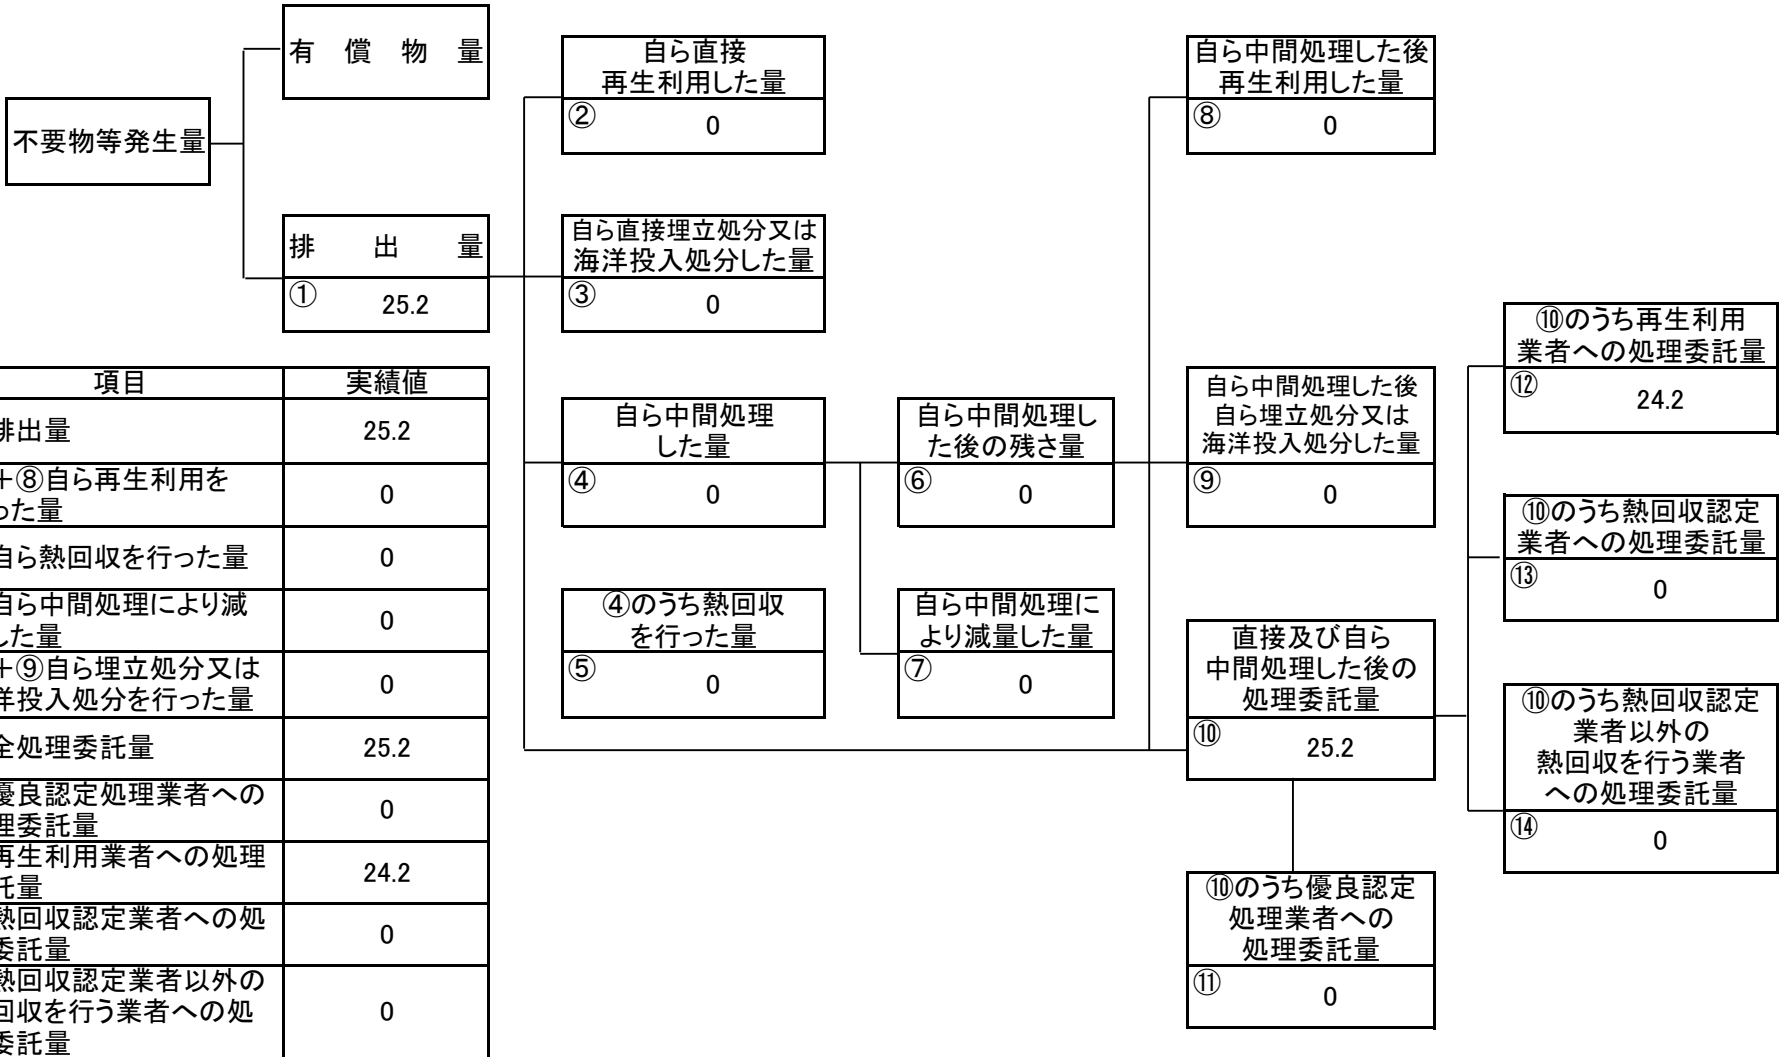 有 償 物 量
不要物等発生量
排 出 量
① 25.2
自ら直接
再生利用した量
② 0
自ら直接埋立処分又は
海洋投入処分した量
③ 0
自ら中間処理
した量
④ 0
④のうち熱回収
を行った量
⑤ 0
自ら中間処理し
た後の残さ量
⑥ 0
自ら中間処理に
より減量した量
⑦ 0
自ら中間処理した後
再生利用した量
⑧ 0
自ら中間処理した後
自ら埋立処分又は
海洋投入処分した量
⑨ 0
直接及び自ら
中間処理した後の
処理委託量
⑩ 25.2
⑩のうち優良認定
処理業者への
処理委託量
⑪ 0
⑩のうち再生利用
業者への処理委託量
⑫ 24.2
⑩のうち熱回収認定
業者への処理委託量
⑬ 0
⑩のうち熱回収認定
業者以外の
熱回収を行う業者
への処理委託量
⑭ 0
項目 実績値
排出量 25.2
+⑧自ら再生利用を
った量 0
自ら熱回収を行った量 0
自ら中間処理により減
した量 0
+⑨自ら埋立処分又は
洋投入処分を行った量 0
全処理委託量 25.2
優良認定処理業者への
理委託量 0
再生利用業者への処理
託量 24.2
熱回収認定業者への処
委託量 0
熱回収認定業者以外の
回収を行う業者への処
委託量 0